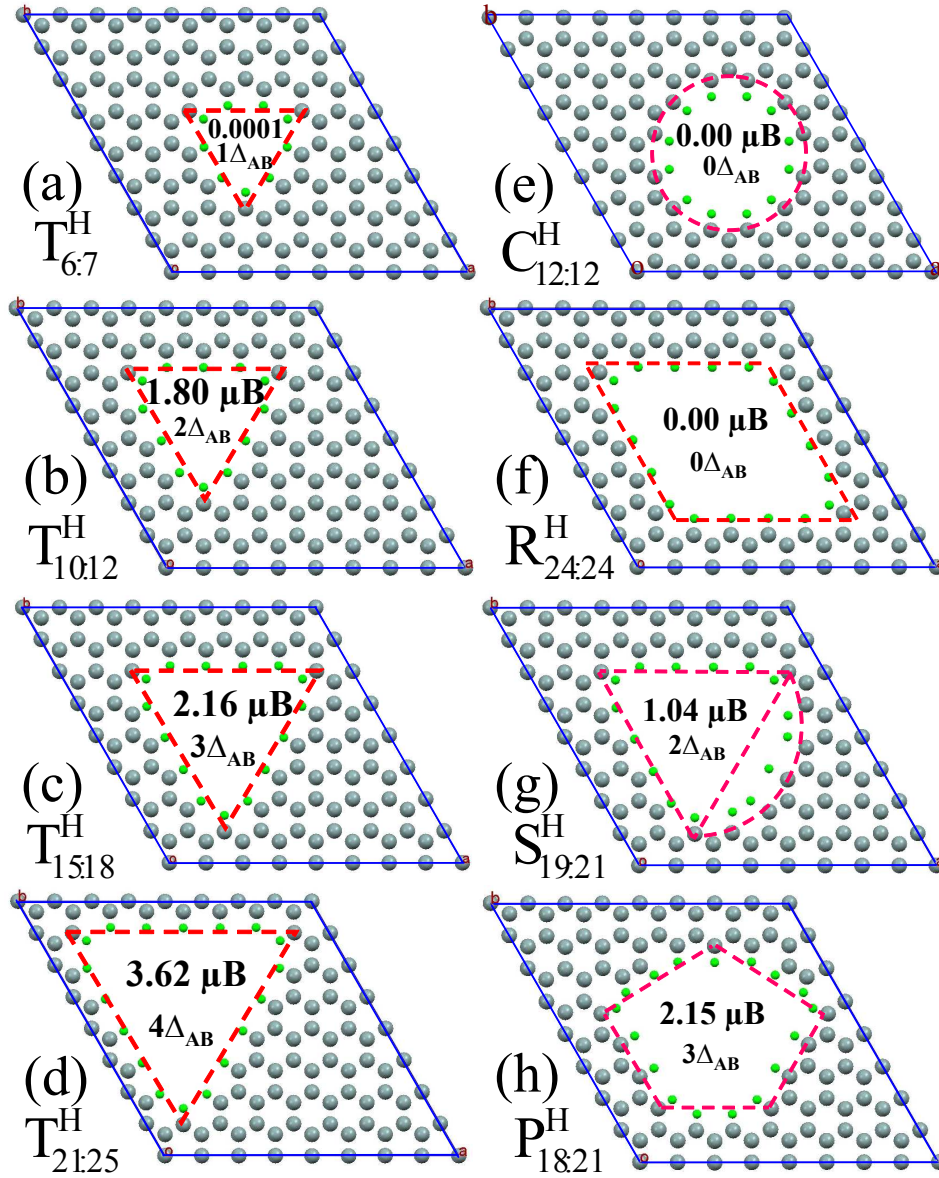 b
0.0001
1Δ_AB
(a)
T^H_6:7
o
a
b
1.80 μB
2Δ_AB
(b)
T^H_10:12
o
a
b
2.16 μB
3Δ_AB
(c)
T^H_15:18
o
a
b
3.62 μB
4Δ_AB
(d)
T^H_21:25
o
a
b
0.00 μB
0Δ_AB
(e)
C^H_12:12
o
a
b
0.00 μB
0Δ_AB
(f)
R^H_24:24
o
a
b
1.04 μB
2Δ_AB
(g)
S^H_19:21
o
a
b
2.15 μB
3Δ_AB
(h)
P^H_18:21
o
a